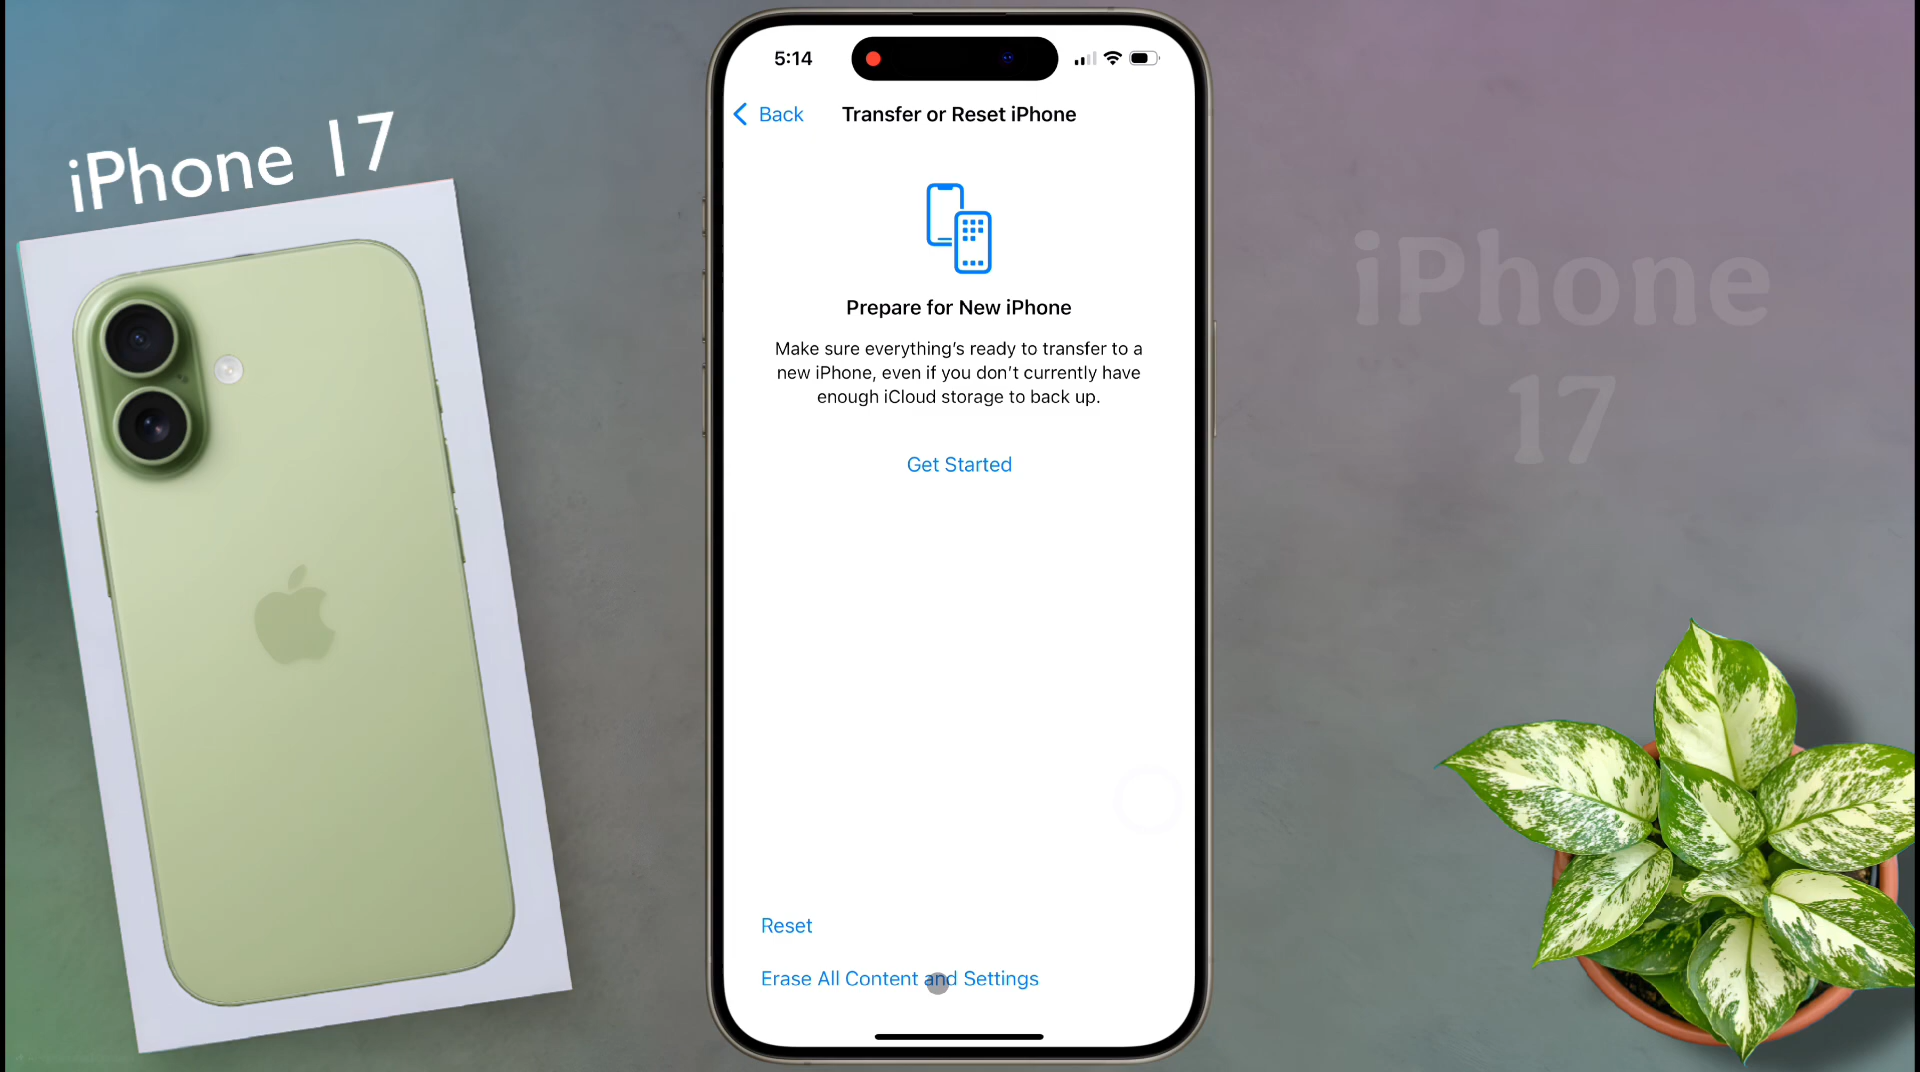 iPhone 17
5:14
Back
Transfer or Reset iPhone
Prepare for New iPhone
Make sure everything's ready to transfer to a
new iPhone, even if you don't currently have
enough iCloud storage to back up.
Get Started
Reset
Erase All Content and Settings
iPhone
17